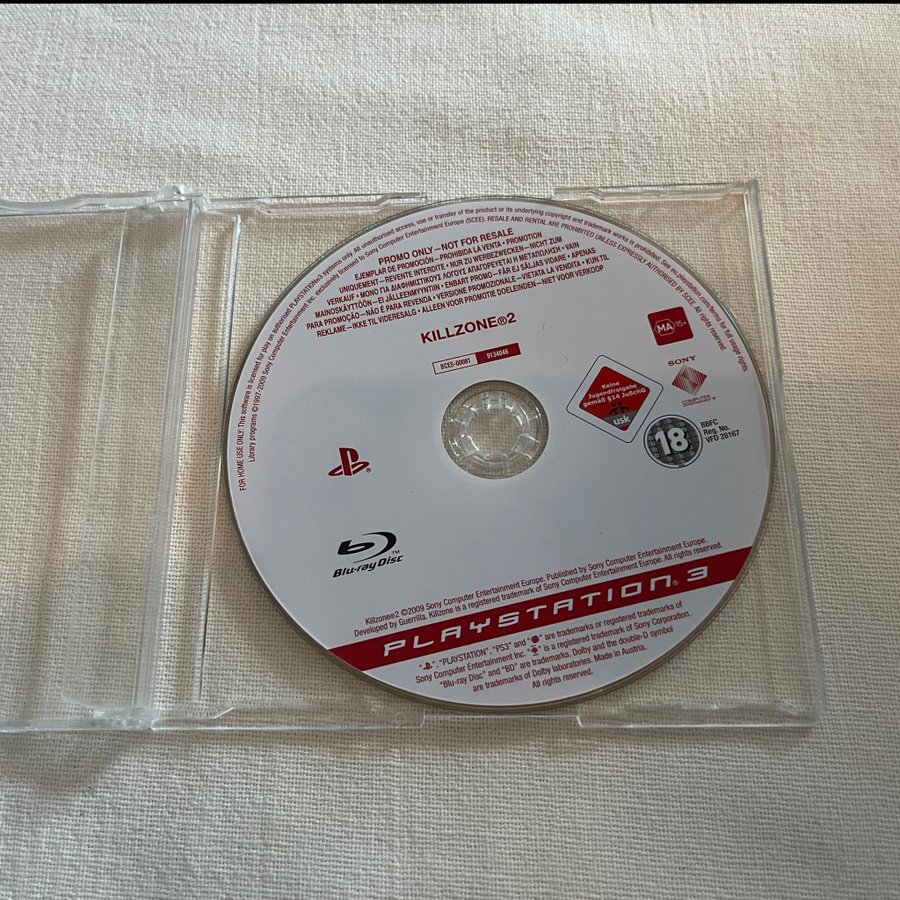 FOR HOME USE ONLY: This software is licensed for play on authorised PLAYSTATION®3 systems only. All unauthorised access, use or transfer of the product or its underlying copyright and trademark works is prohibited. See eu.playstation.com/terms for full usage rights.
Library programs ©1997-2009 Sony Computer Entertainment Inc. exclusively licensed to Sony Computer Entertainment Europe (SCEE). RESALE AND RENTAL ARE PROHIBITED UNLESS EXPRESSLY AUTHORISED BY SCEE. All rights reserved.
PROMO ONLY—NOT FOR RESALE
EJEMPLAR DE PROMOCIÓN—PROHIBIDA LA VENTA • PROMOTION
UNIQUEMENT—REVENTE INTERDITE • NUR ZU WERBEZWECKEN—NICHT ZUM
VERKAUF • ΜΟΝΟ ΓΙΑ ΔΙΑΦΗΜΙΣΤΙΚΟΥΣ ΛΟΓΟΥΣ ΑΠΑΓΟΡΕΥΕΤΑΙ Η ΜΕΤΑΠΩΛΗΣΗ • VAIN
MAINOSKÄYTTÖÖN—EI JÄLLEENMYYNTIIN • ENBART PROMO—FÅR EJ SÄLJAS VIDARE • APENAS
PARA PROMOÇÃO—NÃO É PARA REVENDA • VERSIONE PROMOZIONALE—VIETATA LA VENDITA • KUN TIL
REKLAME—IKKE TIL VIDERESALG • ALLEEN VOOR PROMOTIE DOELEINDEN—NIET VOOR VERKOOP
KILLZONE®2
BCES-00081 9134046
MA 15+
SONY
COMPUTER
Keine
Jugendfreigabe
gemäß §14 JuSchG
usk
18
BBFC
Reg. No.
VFD 28167
Blu-ray Disc™
Killzone®2 ©2009 Sony Computer Entertainment Europe. Published by Sony Computer Entertainment Europe.
Developed by Guerrilla. Killzone is a registered trademark of Sony Computer Entertainment Europe. All rights reserved.
PLAYSTATION®3
" ", "PLAYSTATION", "PS3" and " " are trademarks or registered trademarks of
Sony Computer Entertainment Inc. " " is a registered trademark of Sony Corporation.
"Blu-ray Disc" and "BD" are trademarks. Dolby and the double-D symbol
are trademarks of Dolby laboratories. Made in Austria.
All rights reserved.